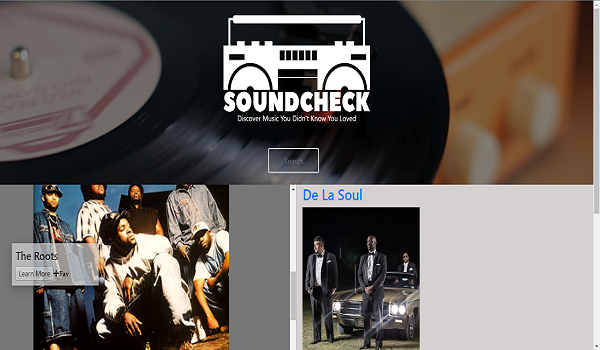 SOUNDCHECK
Discover Music You Didn't Know You Loved
Search
The Roots
Learn More +Fav
De La Soul